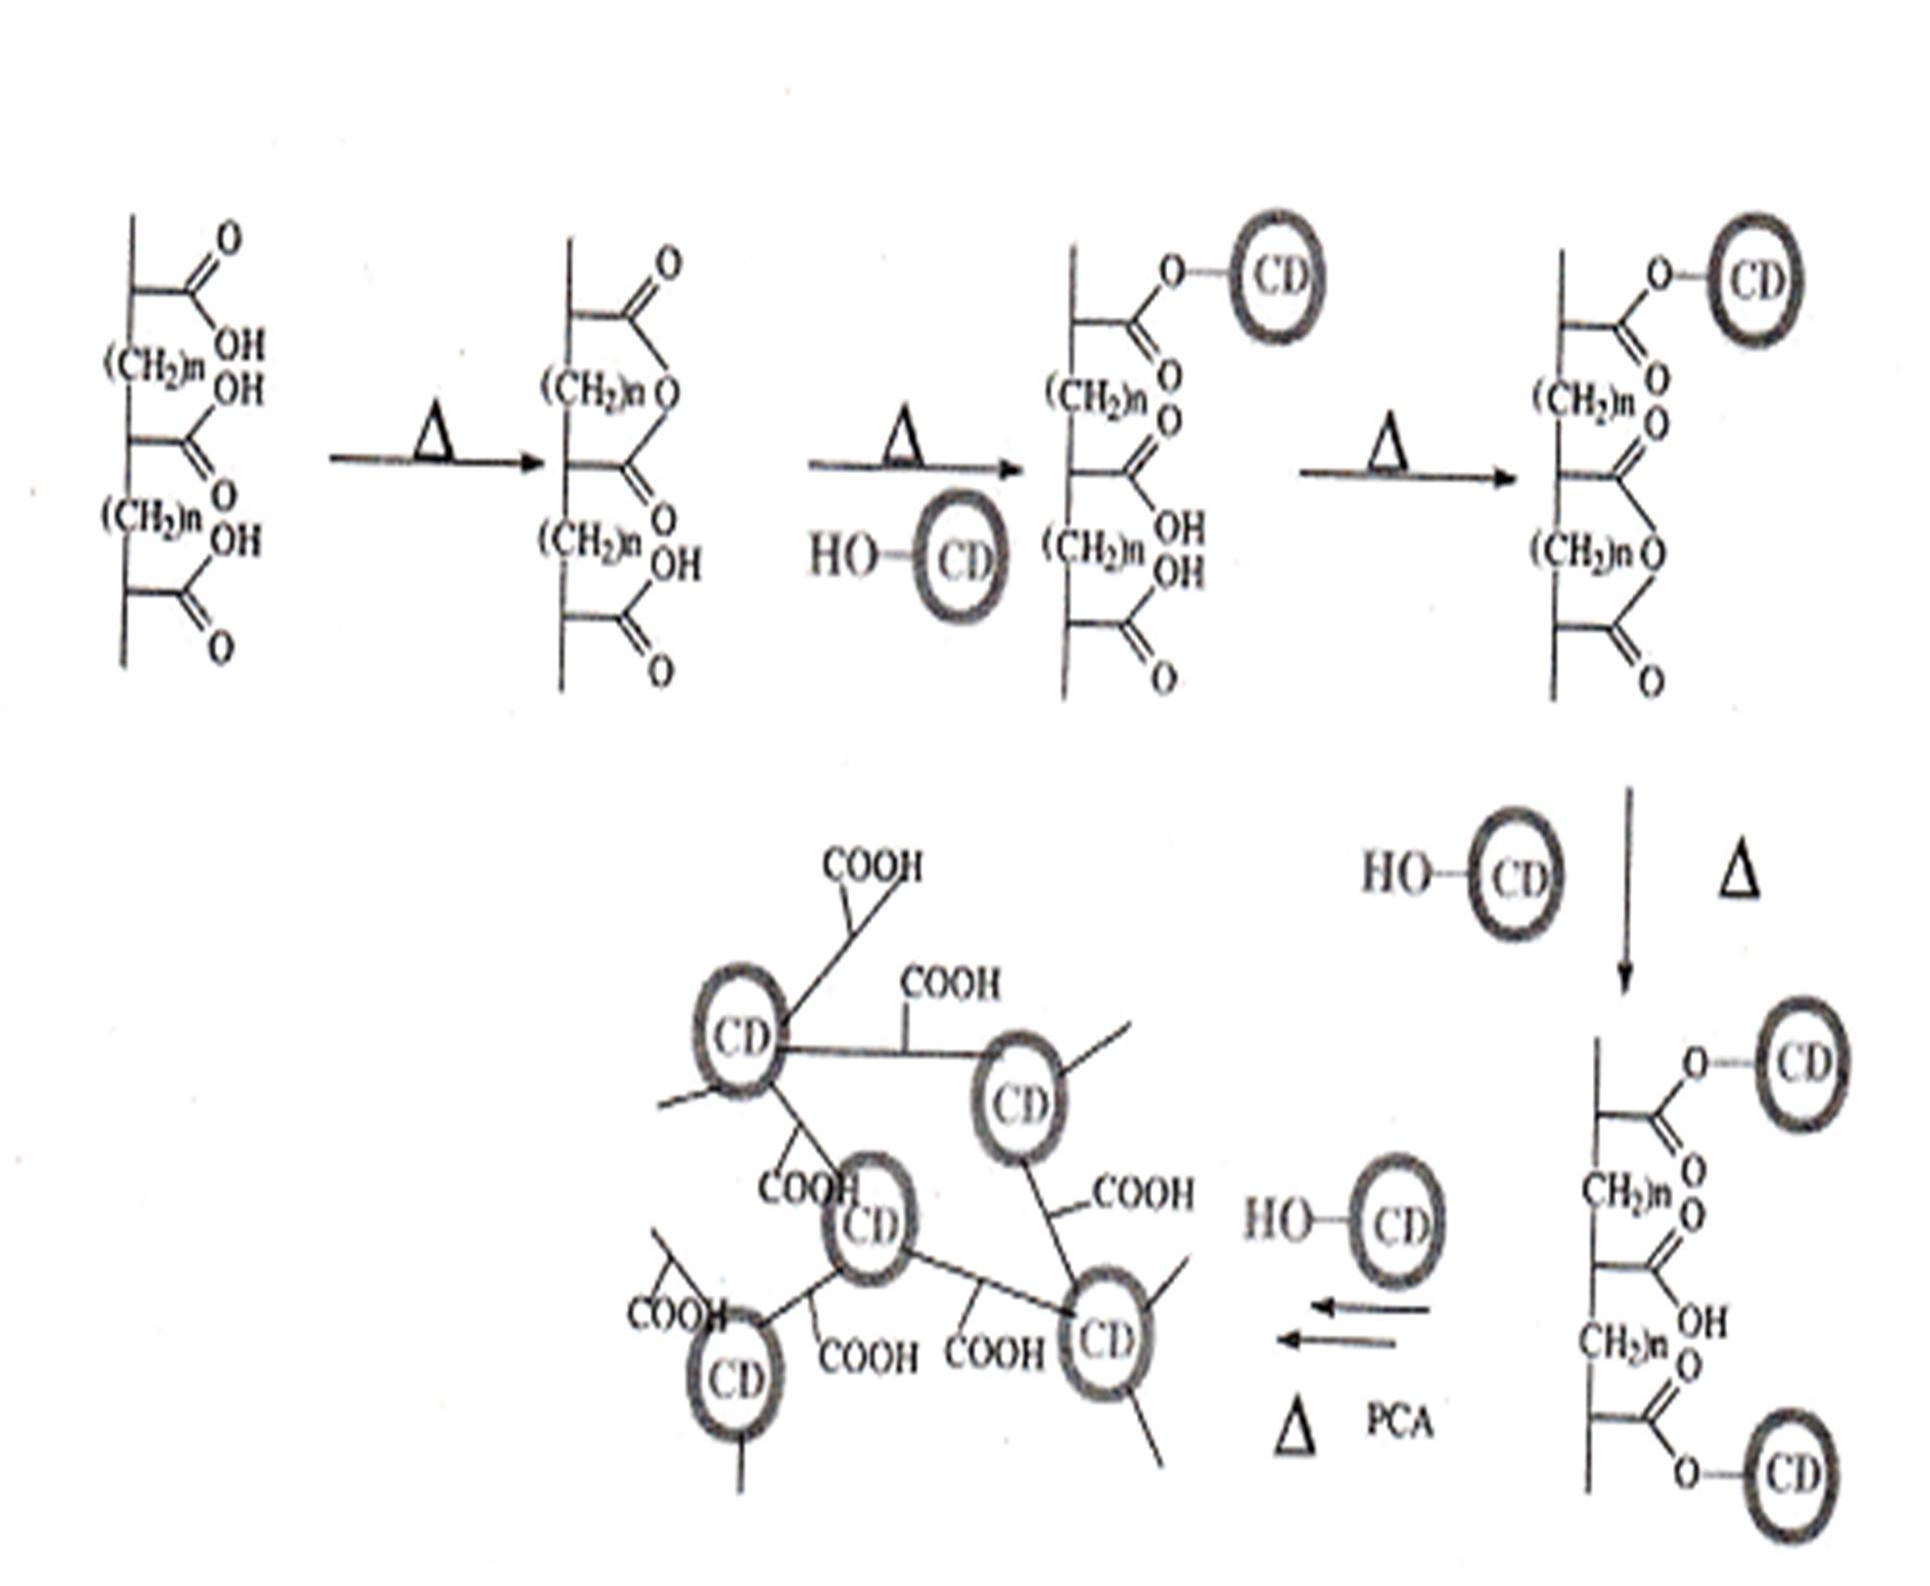 O
OH
(CH₂)n
OH
O
(CH₂)n
OH
O
Δ
O
(CH₂)n O
O
(CH₂)n
OH
O
Δ
HO CD
O CD
O
(CH₂)n
O
OH
(CH₂)n
OH
O
Δ
O CD
O
(CH₂)n
O
(CH₂)n O
O
HO CD
Δ
O CD
O
CH₂)n
O
OH
CH₂)n
O
O CD
HO CD
Δ PCA
COOH
CD
COOH
CD
COOH
CD
COOH
COOH
CD
COOH
COOH
CD